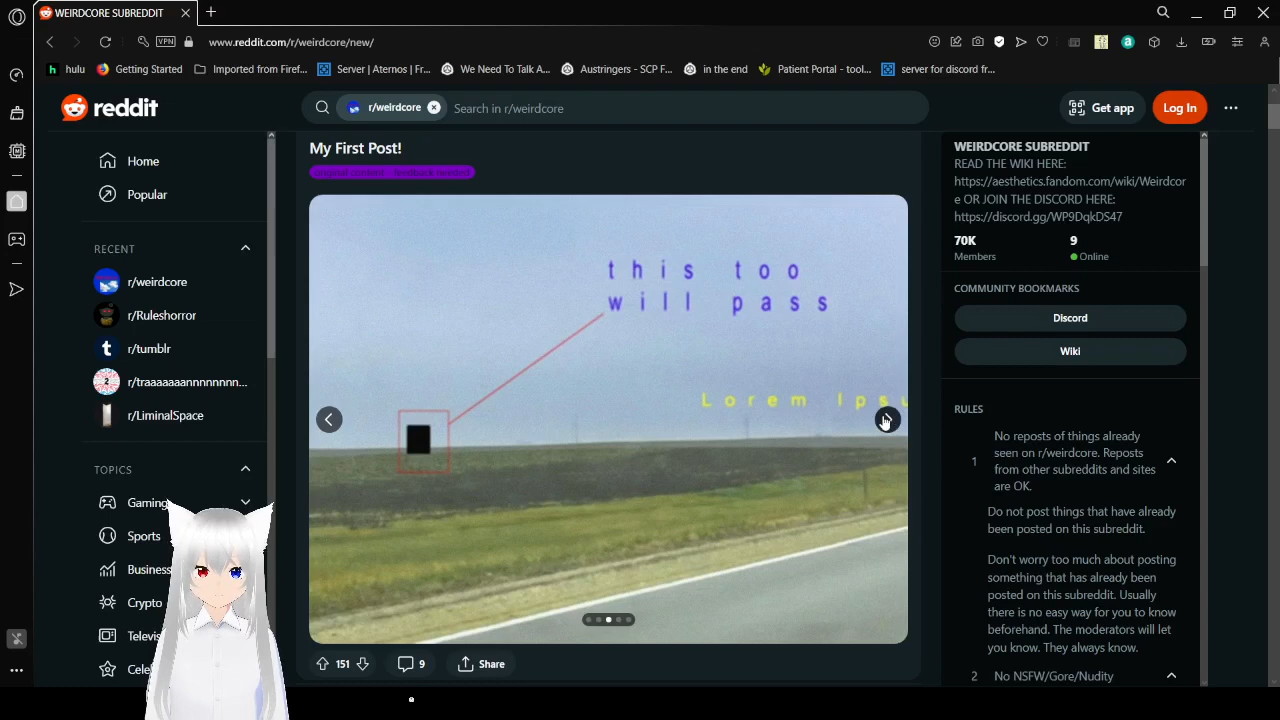 WEIRDCORE SUBREDDIT
VPN
www.reddit.com/r/weirdcore/new/
hulu
Getting Started
Imported from Firef...
Server | Aternos | Fr...
We Need To Talk A...
Austringers - SCP F...
in the end
Patient Portal - tool...
server for discord fr...
reddit
r/weirdcore
Search in r/weirdcore
Get app
Log In
Home
Popular
RECENT
r/weirdcore
r/Ruleshorror
r/tumblr
r/traaaaaaannnnnnnn...
r/LiminalSpace
TOPICS
Gaming
Sports
Business
Crypto
My First Post!
original content - feedback needed
this too
will pass
Lorem Ipsu
151
9
Share
WEIRDCORE SUBREDDIT
READ THE WIKI HERE:
https://aesthetics.fandom.com/wiki/Weirdcor
e OR JOIN THE DISCORD HERE:
https://discord.gg/WP9DqkDS47
70K
Members
9
Online
COMMUNITY BOOKMARKS
Discord
Wiki
RULES
1
No reposts of things already
seen on r/weirdcore. Reposts
from other subreddits and sites
are OK.
Do not post things that have already
been posted on this subreddit.
Don't worry too much about posting
something that has already been
posted on this subreddit. Usually
there is no easy way for you to know
beforehand. The moderators will let
you know. They always know.
2
No NSFW/Gore/Nudity